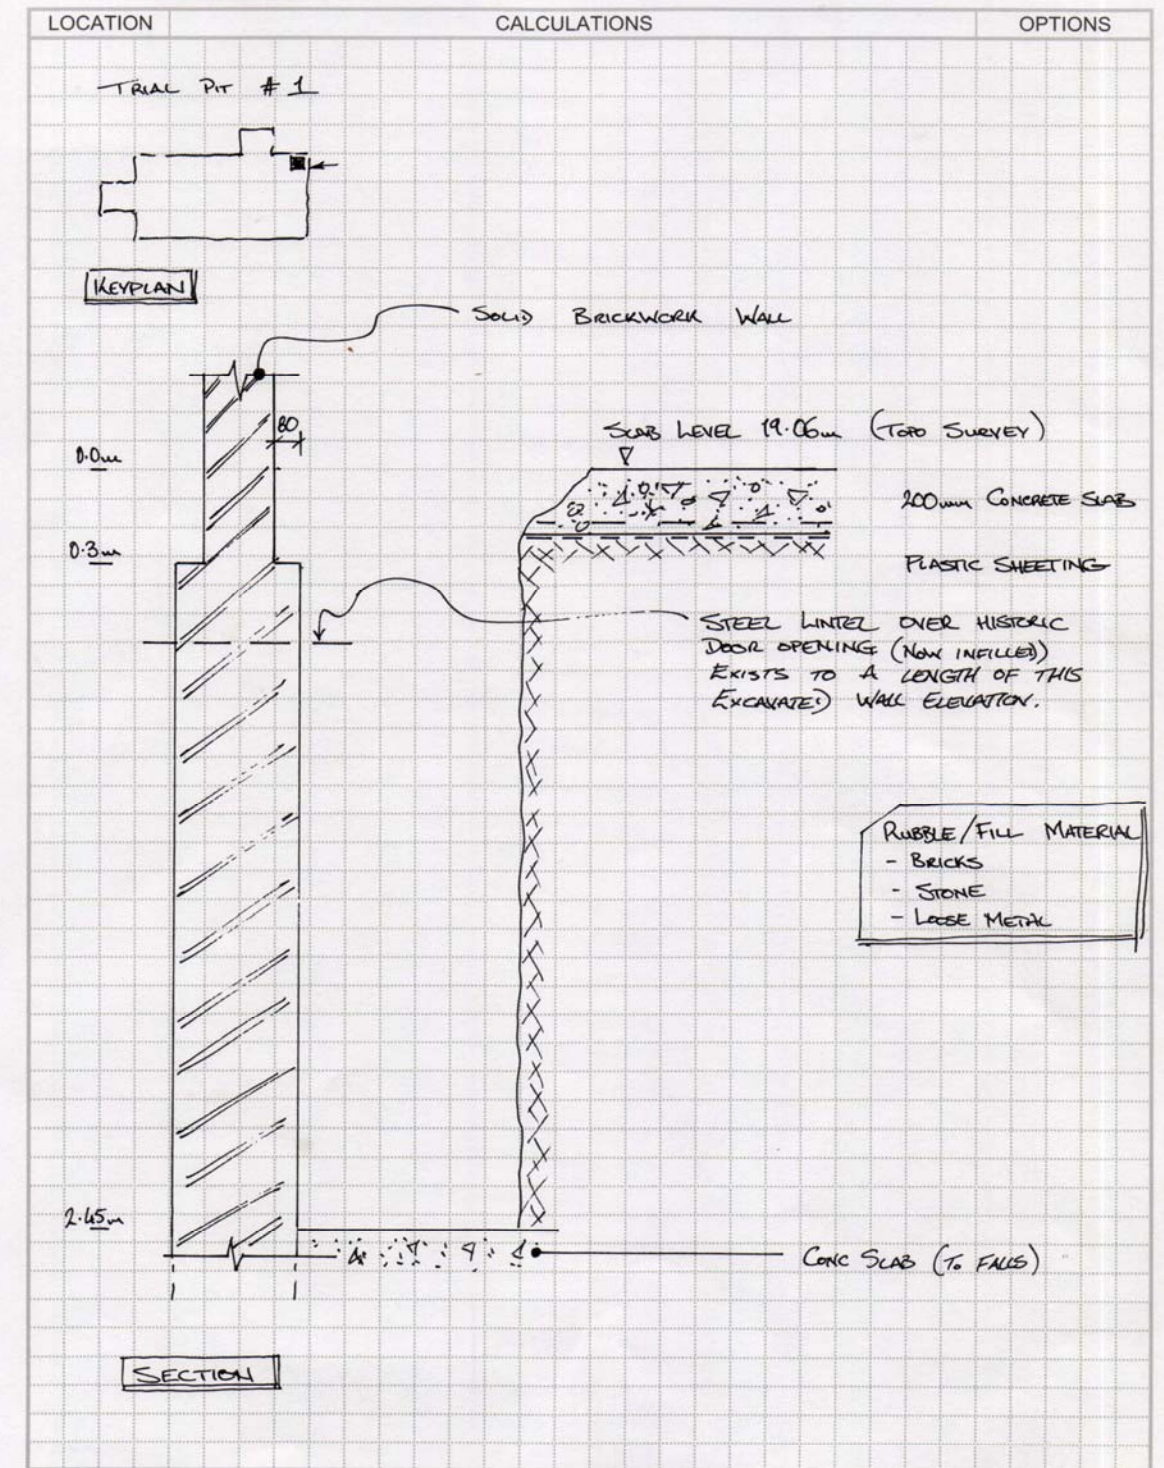 LOCATION
CALCULATIONS
OPTIONS
TRIAL PIT # 1
KEYPLAN
SOLID BRICKWORK WALL
80
SLAB LEVEL 19.06m (TOPO SURVEY)
0.0m
200mm CONCRETE SLAB
0.3m
PLASTIC SHEETING
STEEL LINTEL OVER HISTORIC
DOOR OPENING (NOW INFILLED)
EXISTS TO A LENGTH OF THIS
EXCAVATED WALL ELEVATION.
RUBBLE/FILL MATERIAL
- BRICKS
- STONE
- LOOSE METAL
2.45m
CONC SLAB (TO FALLS)
SECTION